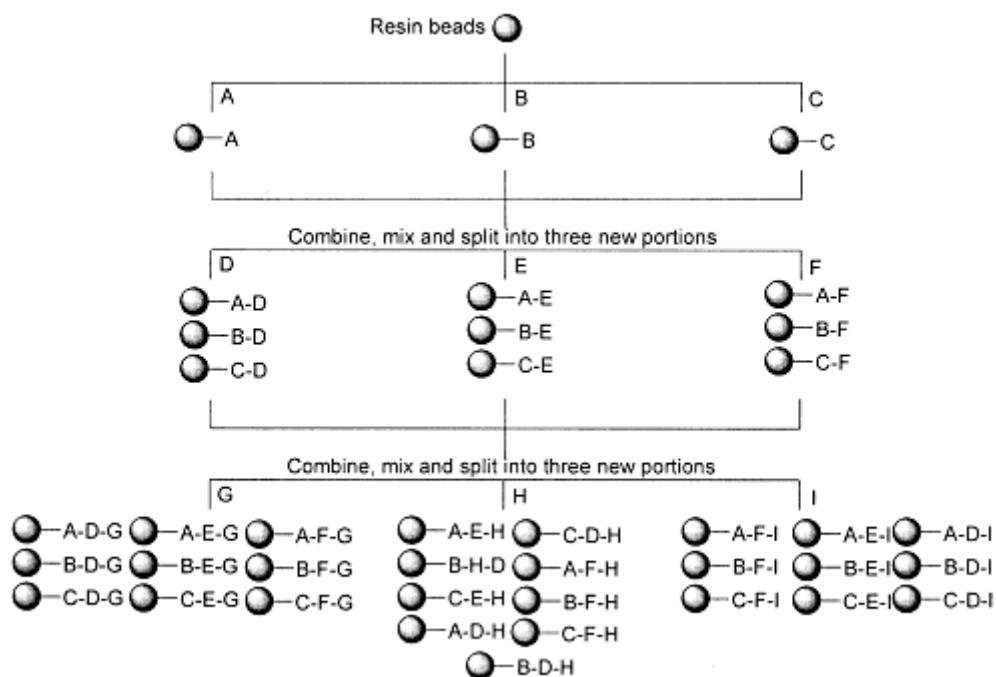 Resin beads
A B C
A B C
Combine, mix and split into three new portions
D E F
A-D A-E A-F
B-D B-E B-F
C-D C-E C-F
Combine, mix and split into three new portions
G H I
A-D-G A-E-G A-F-G A-E-H C-D-H A-F-I A-E-I A-D-I
B-D-G B-E-G B-F-G B-H-D A-F-H B-F-I B-E-I B-D-I
C-D-G C-E-G C-F-G C-E-H B-F-H C-F-I C-E-I C-D-I
A-D-H C-F-H
B-D-H